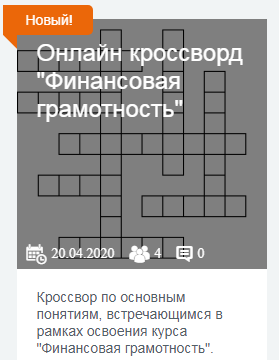 Новый!
Онлайн кроссворд
"Финансовая
грамотность"
20.04.2020 4 0
Кроссвор по основным
понятиям, встречающимся в
рамках освоения курса
"Финансовая грамотность".